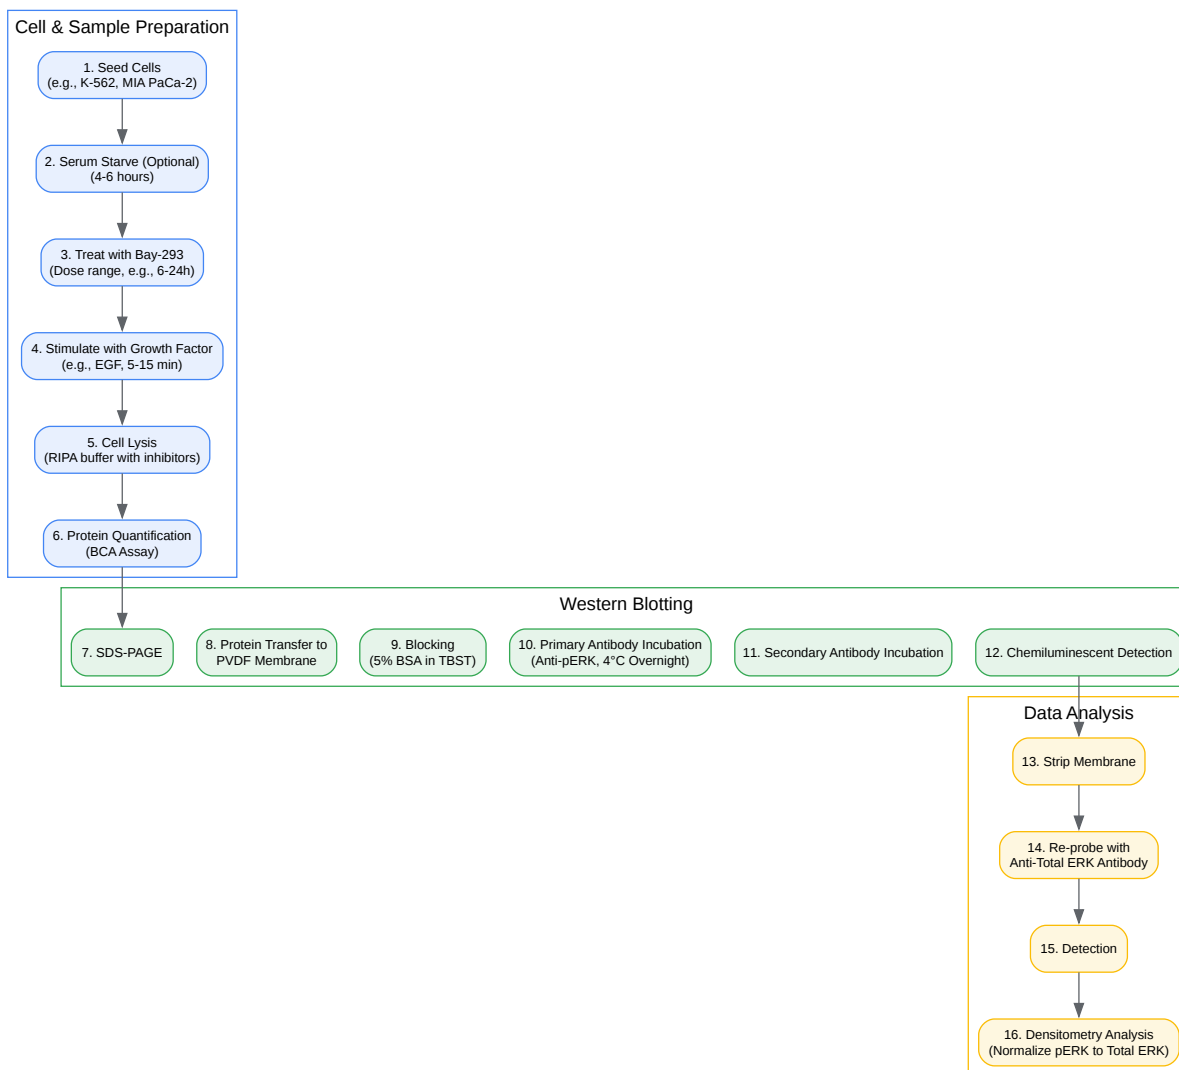 Cell & Sample Preparation
1. Seed Cells
(e.g., K-562, MIA PaCa-2)
2. Serum Starve (Optional)
(4-6 hours)
3. Treat with Bay-293
(Dose range, e.g., 6-24h)
4. Stimulate with Growth Factor
(e.g., EGF, 5-15 min)
5. Cell Lysis
(RIPA buffer with inhibitors)
6. Protein Quantification
(BCA Assay)
Western Blotting
7. SDS-PAGE
8. Protein Transfer to
PVDF Membrane
9. Blocking
(5% BSA in TBST)
10. Primary Antibody Incubation
(Anti-pERK, 4°C Overnight)
11. Secondary Antibody Incubation
12. Chemiluminescent Detection
Data Analysis
13. Strip Membrane
14. Re-probe with
Anti-Total ERK Antibody
15. Detection
16. Densitometry Analysis
(Normalize pERK to Total ERK)